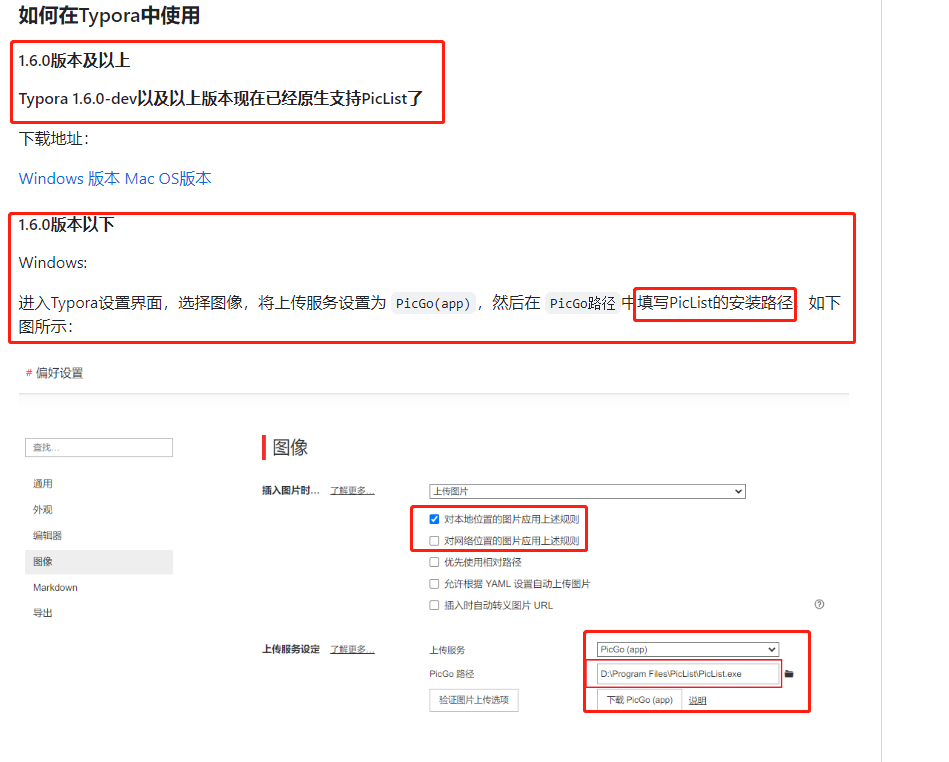 如何在Typora中使用
1.6.0版本及以上
Typora 1.6.0-dev以及以上版本现在已经原生支持PicList了
下载地址：
Windows 版本 Mac OS版本
1.6.0版本以下
Windows:
进入Typora设置界面，选择图像，将上传服务设置为 PicGo(app) ，然后在 PicGo路径 中填写PicList的安装路径 如下
图所示：
# 偏好设置
查找...
通用
外观
编辑器
图像
Markdown
导出
图像
插入图片时... 了解更多... 上传图片
对本地位置的图片应用上述规则
对网络位置的图片应用上述规则
优先使用相对路径
允许根据 YAML 设置自动上传图片
插入时自动转义图片 URL
上传服务设定 了解更多... 上传服务 PicGo (app)
PicGo 路径 D:\Program Files\PicList\PicList.exe
验证图片上传选项 下载 PicGo (app) 说明